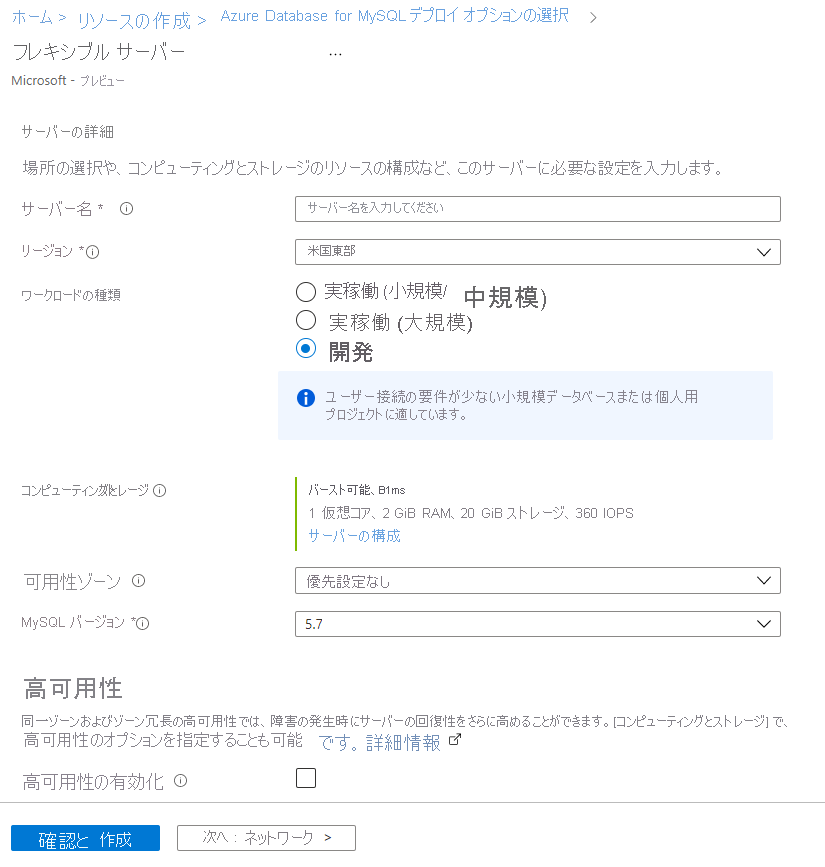 ホーム > リソースの作成 > Azure Database for MySQL デプロイ オプションの選択 >
フレキシブル サーバー ...
Microsoft - プレビュー
サーバーの詳細
場所の選択や、コンピューティングとストレージのリソースの構成など、このサーバーに必要な設定を入力します。
サーバー名 * サーバー名を入力してください
リージョン * 米国東部
ワークロードの種類
実稼働 (小規模/ 中規模)
実稼働 (大規模)
開発
ユーザー接続の要件が少ない小規模データベースまたは個人用
プロジェクトに適しています。
バースト可能、B1ms
1 仮想コア、2 GiB RAM、20 GiB ストレージ、360 IOPS
サーバーの構成
可用性ゾーン 優先設定なし
MySQL バージョン * 5.7
高可用性
同一ゾーンおよびゾーン冗長の高可用性では、障害の発生時にサーバーの回復性をさらに高めることができます。[コンピューティングとストレージ] で、
高可用性のオプションを指定することも可能 です。詳細情報
高可用性の有効化
確認と 作成 次へ : ネットワーク >